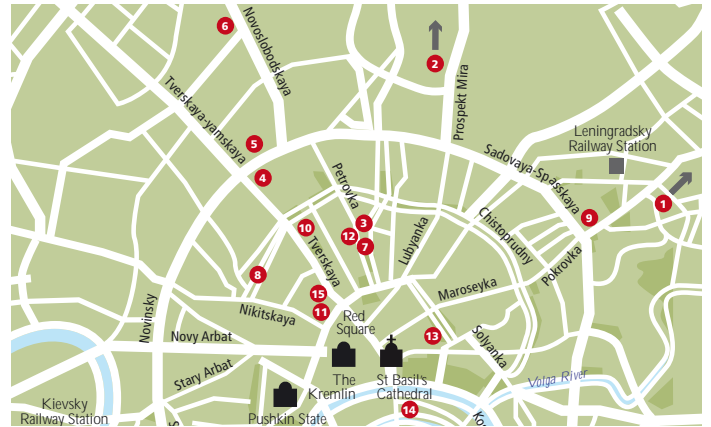 6
Novoslobodskaya
2
Prospekt Mira
Tverskaya-yamskaya
5
4
Leningradsky
Railway Station
Sadovaya-Spasskaya
1
9
Petrovka
3
10
12
7
Tverskaya
Lubyanka
Chistoprudny
Pokrovka
8
15
11
Maroseyka
Nikitskaya
Novinsky
Red
Square
13
Solyanka
Novy Arbat
Stary Arbat
The
Kremlin
St Basil's
Cathedral
Volga River
Kievsky
Railway Station
Pushkin State
14